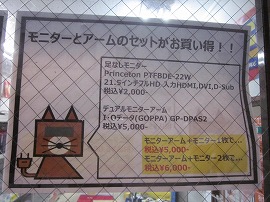 モニターとアームのセットがお買い得！！
足なしモニター
Princeton PTFBDE-22W
21.5インチフルHD 入力HDMI,DVI,D-Sub
税込¥2,000-
デュアルモニターアーム
I・Oデータ(GOPPA) GP-DPAS2
税込¥5,000-
モニターアーム+モニター1枚で…
税込¥5,000-
モニターアーム+モニター2枚で…
税込¥6,000-